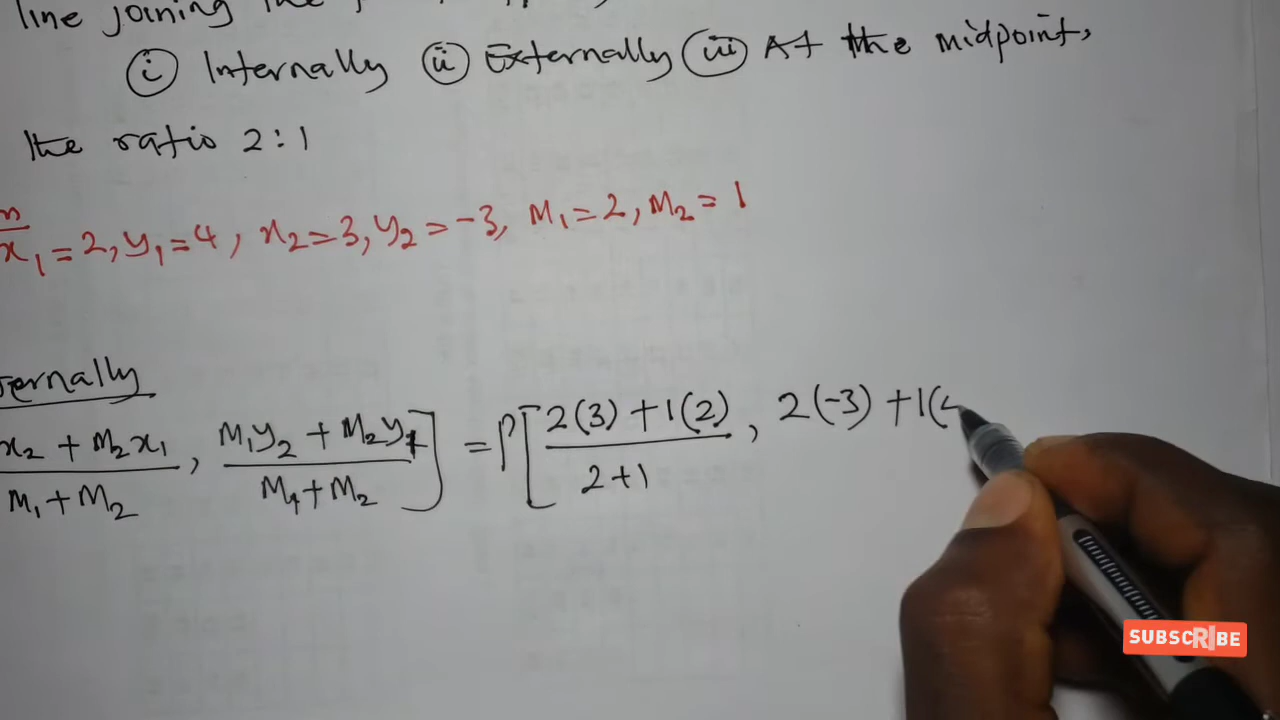 line joining the
(i) Internally (ii) Externally (iii) At the midpoint,
the ratio 2:1
x₁ = 2, y₁ = 4, x₂ = 3, y₂ = -3, M₁ = 2, M₂ = 1
ernally
x₂ + M₂x₁ / M₁ + M₂, M₁y₂ + M₂y₁ / M₁ + M₂] = P[2(3) + 1(2) / 2+1, 2(-3) + 1(4
SUBSCRIBE